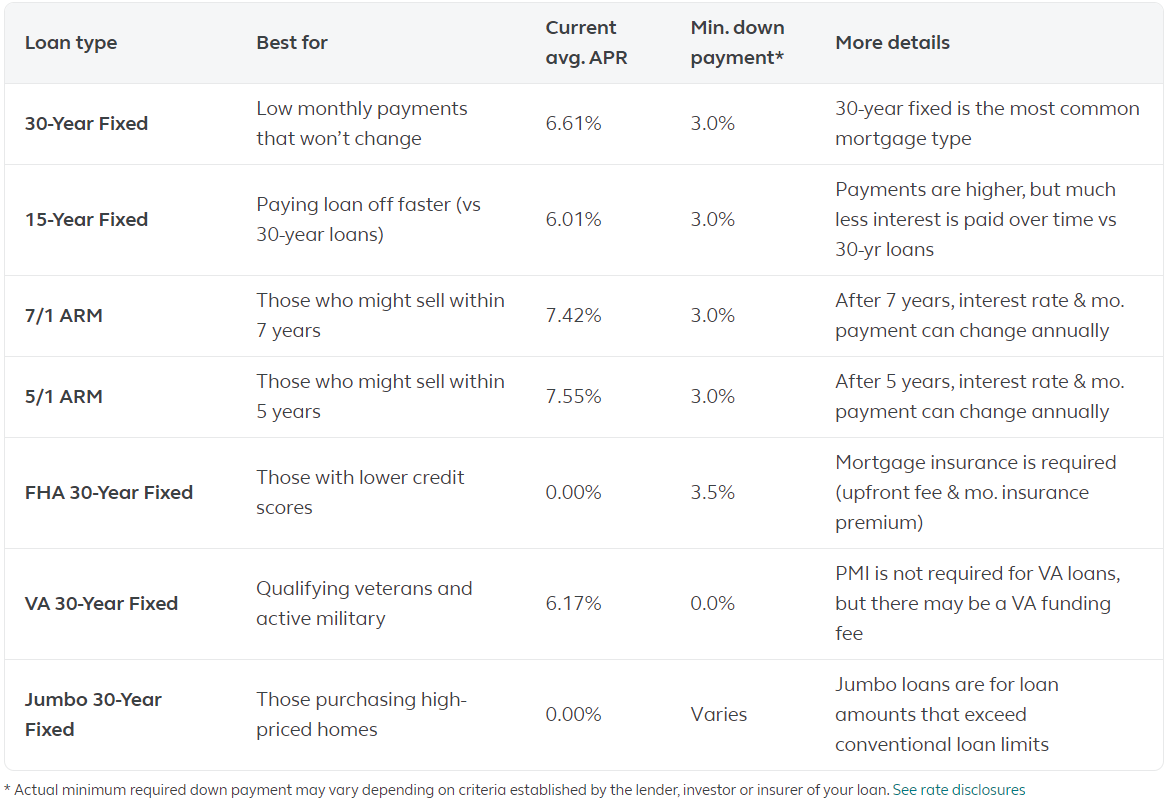 Loan type
Best for
Current
avg. APR
Min. down
payment*
More details
30-Year Fixed
Low monthly payments
that won’t change
6.61%
3.0%
30-year fixed is the most common
mortgage type
15-Year Fixed
Paying loan off faster (vs
30-year loans)
6.01%
3.0%
Payments are higher, but much
less interest is paid over time vs
30-yr loans
7/1 ARM
Those who might sell within
7 years
7.42%
3.0%
After 7 years, interest rate & mo.
payment can change annually
5/1 ARM
Those who might sell within
5 years
7.55%
3.0%
After 5 years, interest rate & mo.
payment can change annually
FHA 30-Year Fixed
Those with lower credit
scores
0.00%
3.5%
Mortgage insurance is required
(upfront fee & mo. insurance
premium)
VA 30-Year Fixed
Qualifying veterans and
active military
6.17%
0.0%
PMI is not required for VA loans,
but there may be a VA funding
fee
Jumbo 30-Year
Fixed
Those purchasing high-
priced homes
0.00%
Varies
Jumbo loans are for loan
amounts that exceed
conventional loan limits
* Actual minimum required down payment may vary depending on criteria established by the lender, investor or insurer of your loan. See rate disclosures